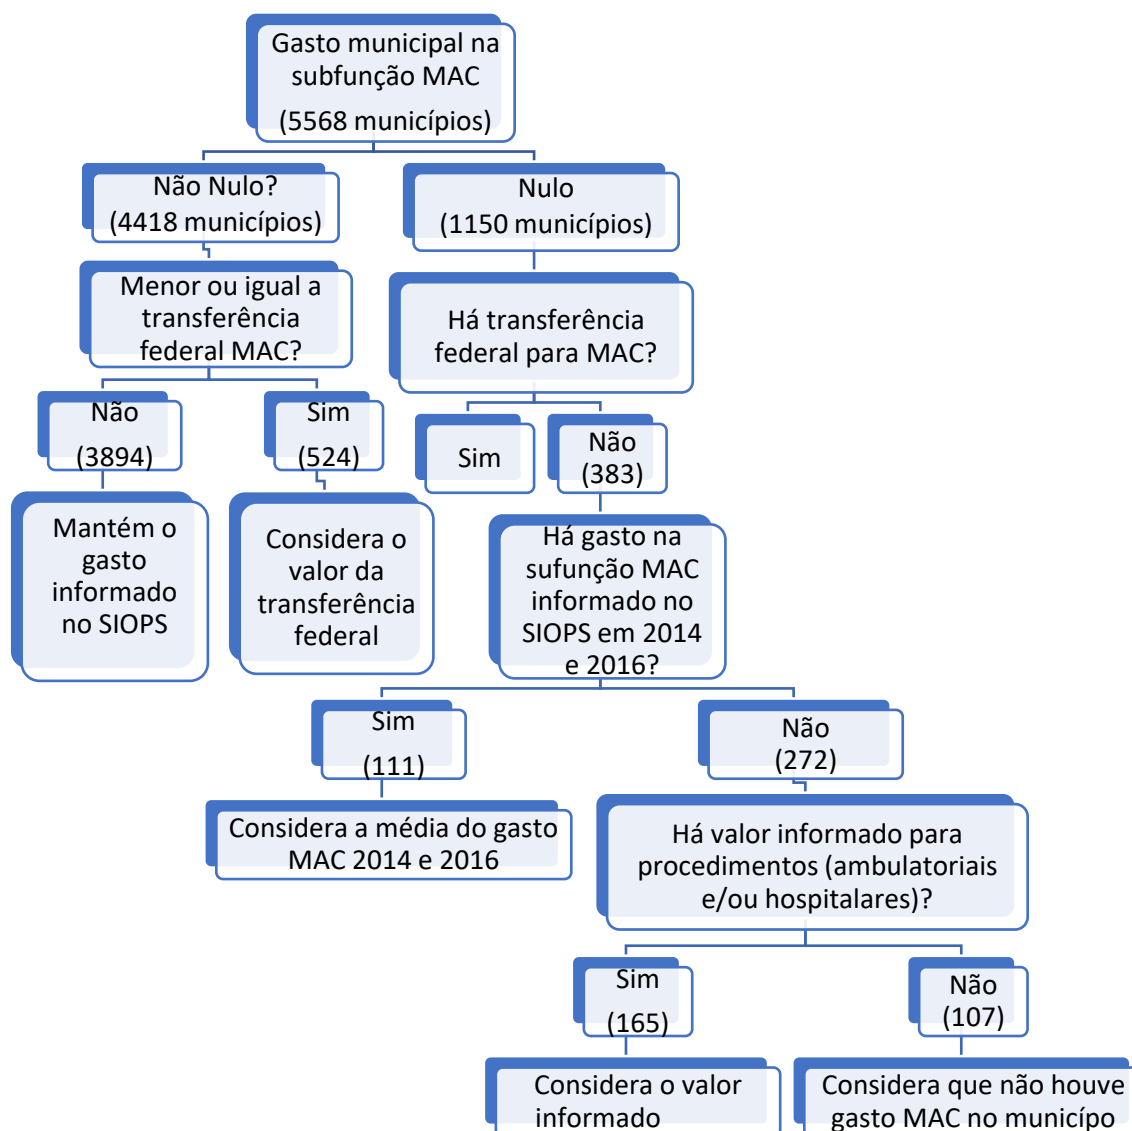 Gasto municipal na
subfunção MAC
(5568 municípios)
Não Nulo?
(4418 municípios)
Nulo
(1150 municípios)
Menor ou igual a
transferência
federal MAC?
Há transferência
federal para MAC?
Não
(3894)
Sim
(524)
Sim
Não
(383)
Mantém o
gasto
informado
no SIOPS
Considera o
valor da
transferência
federal
Há gasto na
sufunção MAC
informado no
SIOPS em 2014
e 2016?
Sim
(111)
Não
(272)
Considera a média do gasto
MAC 2014 e 2016
Há valor informado para
procedimentos (ambulatoriais
e/ou hospitalares)?
Sim
(165)
Não
(107)
Considera o valor
informado
Considera que não houve
gasto MAC no municípo